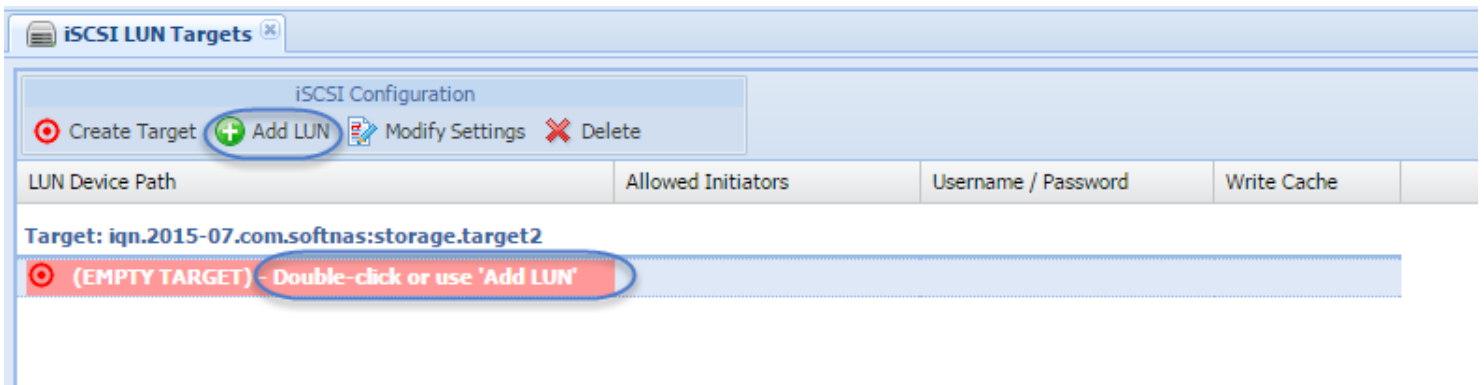 iSCSI LUN Targets
iSCSI Configuration
Create Target Add LUN Modify Settings Delete
LUN Device Path Allowed Initiators Username / Password Write Cache
Target: iqn.2015-07.com.softnas:storage.target2
(EMPTY TARGET) - Double-click or use 'Add LUN'